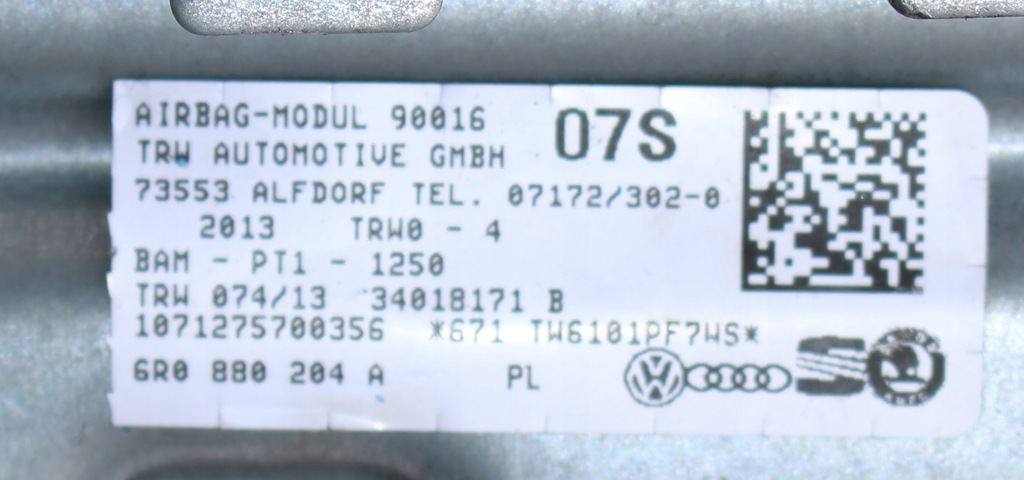 AIRBAG-MODUL 90016 07S
TRW AUTOMOTIVE GMBH
73553 ALFDORF TEL. 07172/302-0
2013 TRW0 - 4
BAM - PT1 - 1250
TRW 074/13 34018171 B
1071275700356 *671 TW6101PF7WS*
6R0 880 204 A PL